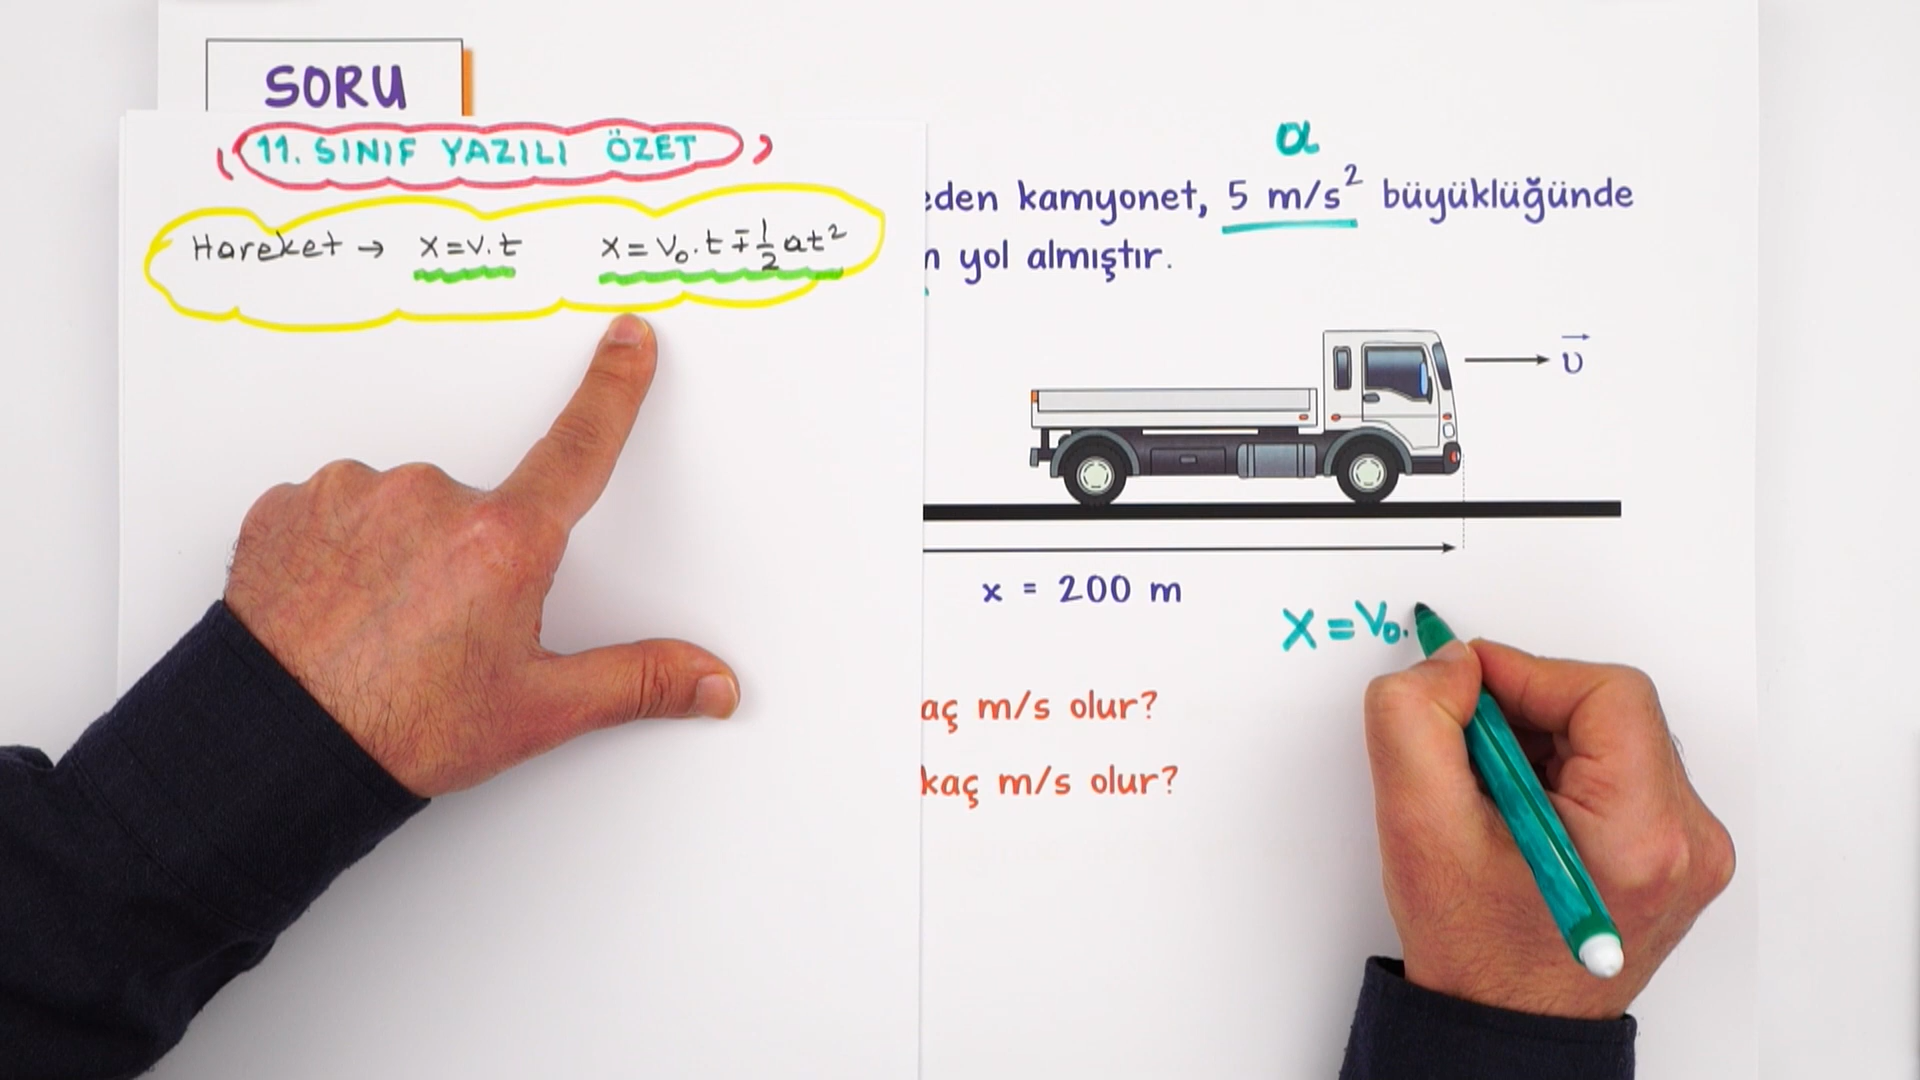 SORU
11. SINIF YAZILI ÖZET
Hareket → x=v.t x=v₀.t∓½at²
a
eden kamyonet, 5 m/s² büyüklüğünde
yol almıştır.
υ
x = 200 m
X=V₀.
aç m/s olur?
kaç m/s olur?